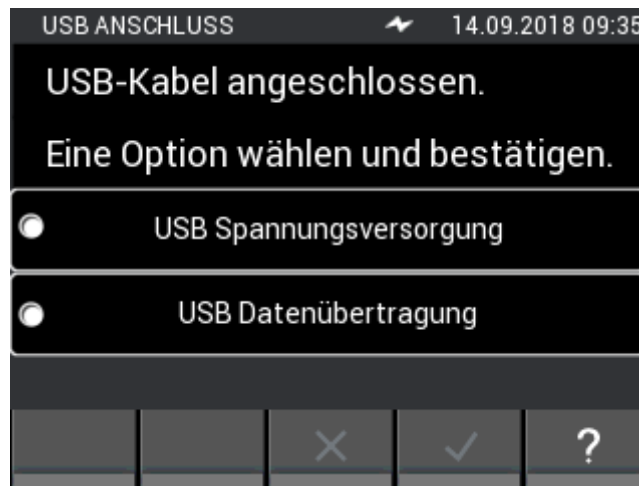 USB ANSCHLUSS 14.09.2018 09:35
USB-Kabel angeschlossen.
Eine Option wählen und bestätigen.
USB Spannungsversorgung
USB Datenübertragung
?